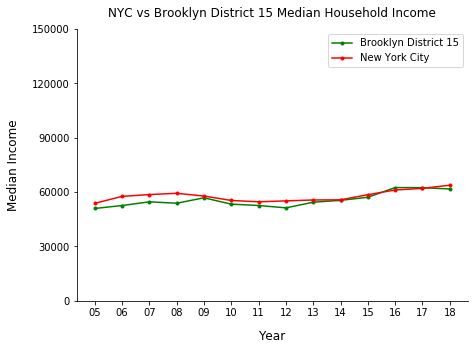 NYC vs Brooklyn District 15 Median Household Income
150000
120000
90000
60000
30000
0
Median Income
Brooklyn District 15
New York City
05 06 07 08 09 10 11 12 13 14 15 16 17 18
Year